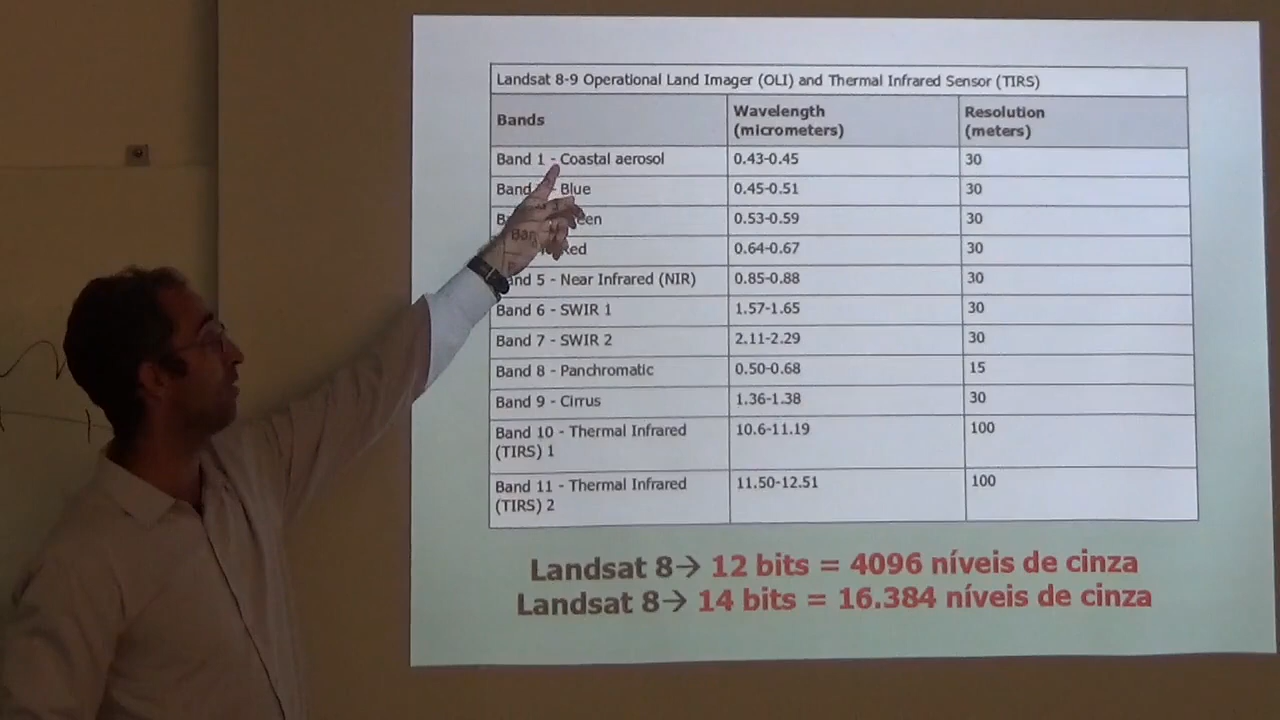 Landsat 8-9 Operational Land Imager (OLI) and Thermal Infrared Sensor (TIRS)
Bands Wavelength (micrometers) Resolution (meters)
Band 1 - Coastal aerosol 0.43-0.45 30
Band - Blue 0.45-0.51 30
0.53-0.59 30
0.64-0.67 30
Band 5 - Near Infrared (NIR) 0.85-0.88 30
Band 6 - SWIR 1 1.57-1.65 30
Band 7 - SWIR 2 2.11-2.29 30
Band 8 - Panchromatic 0.50-0.68 15
Band 9 - Cirrus 1.36-1.38 30
Band 10 - Thermal Infrared (TIRS) 1 10.6-11.19 100
Band 11 - Thermal Infrared (TIRS) 2 11.50-12.51 100
Landsat 8→ 12 bits = 4096 níveis de cinza
Landsat 8→ 14 bits = 16.384 níveis de cinza